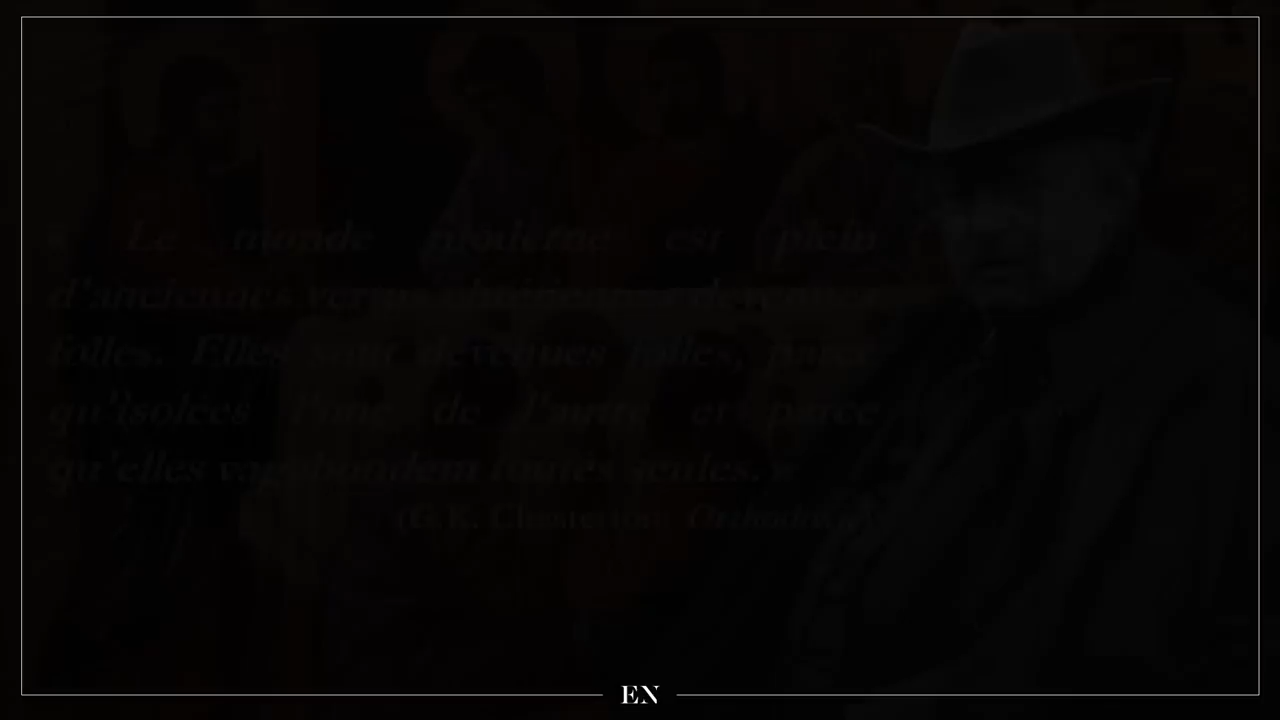 « Le monde moderne est plein
d'anciennes vertus chrétiennes devenues
folles. Elles sont devenues folles, parce
qu'isolées l'une de l'autre et parce
qu'elles vagabondent toutes seules. »
(G.K. Chesterton, Orthodoxie)
EN